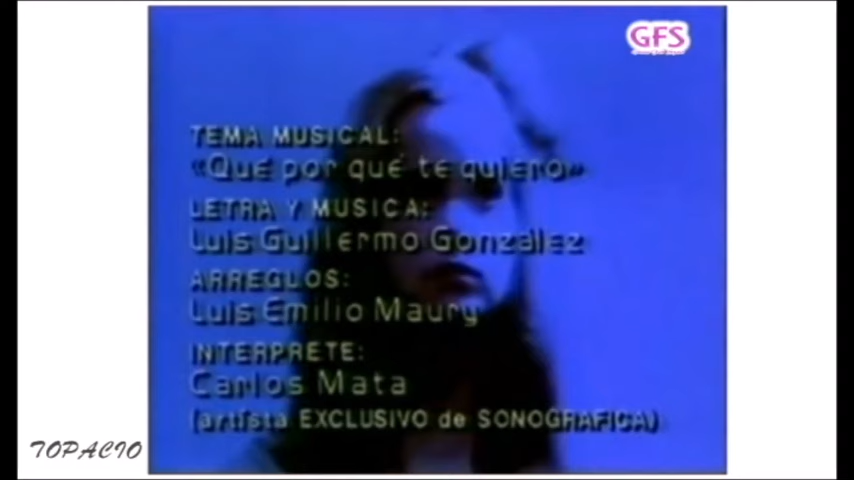 GFS
TEMA MUSICAL:
«Qué por qué te quiero»
LETRA Y MUSICA:
Luis Guillermo González
ARREGLOS:
Luis Emilio Maury
INTERPRETE:
Carlos Mata
(artista EXCLUSIVO de SONOGRAFICA)
TOPACIO